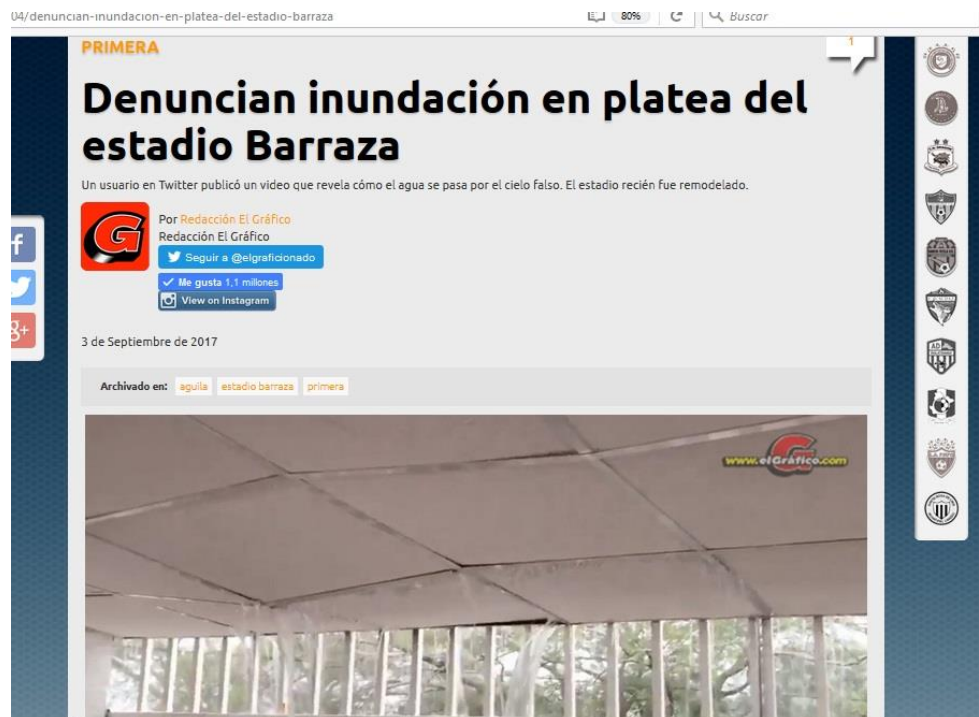 04/denuncian-inundacion-en-platea-del-estadio-barraza
80%
Buscar
PRIMERA
1
Denuncian inundación en platea del
estadio Barraza
Un usuario en Twitter publicó un video que revela cómo el agua se pasa por el cielo falso. El estadio recién fue remodelado.
Por Redacción El Gráfico
Redacción El Gráfico
Seguir a @elgraficionado
Me gusta 1,1 millones
View on Instagram
3 de Septiembre de 2017
Archivado en: aguila estadio barraza primera
www.elGráfico.com